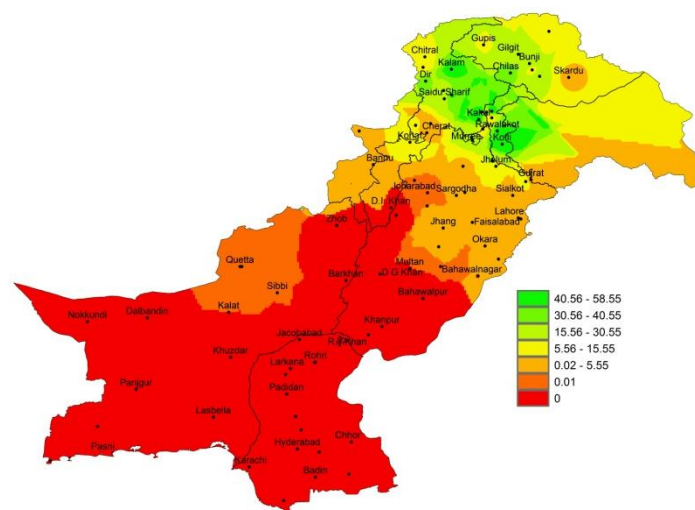 Gupis
Gilgit
Chitral
Kalam
Bunji
Chilas
Skardu
Dir
Saidu Sharif
Kakul
Cherat
Rawalakot
Kohat
Murree
Kotli
Bannu
Jhelum
Gujrat
Joharabad
Sargodha
Sialkot
D.I. Khan
Lahore
Zhob
Jhang
Faisalabad
Okara
Quetta
Multan
Barkhan
D.G Khan
Bahawalnagar
Sibbi
Bahawalpur
Kalat
Nokkundi
Dalbandin
Khanpur
Jacobabad
R.Y.Khan
Khuzdar
Rohri
Larkana
Panjgur
Padidan
Lasbella
Pasni
Hyderabad
Chhor
Karachi
Badin
40.56 - 58.55
30.56 - 40.55
15.56 - 30.55
5.56 - 15.55
0.02 - 5.55
0.01
0